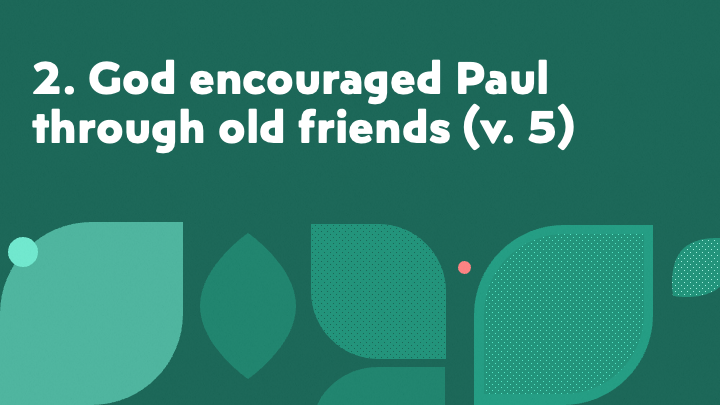 2. God encouraged Paul
through old friends (v. 5)